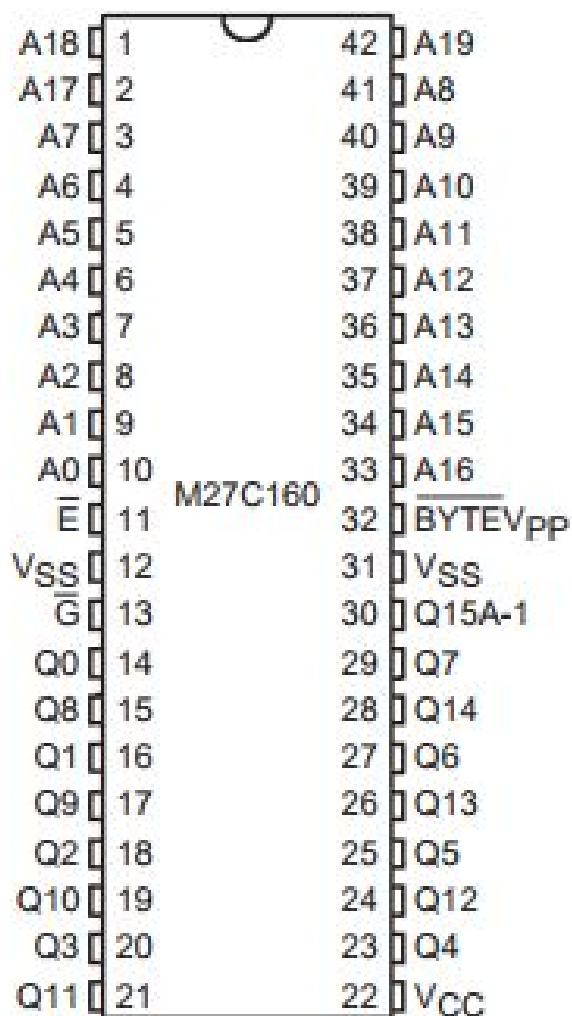 A18 1 42 A19
A17 2 41 A8
A7 3 40 A9
A6 4 39 A10
A5 5 38 A11
A4 6 37 A12
A3 7 36 A13
A2 8 35 A14
A1 9 34 A15
A0 10 33 A16
M27C160
E̅ 11 32 B̅Y̅T̅E̅VPP
VSS 12 31 VSS
G̅ 13 30 Q15A-1
Q0 14 29 Q7
Q8 15 28 Q14
Q1 16 27 Q6
Q9 17 26 Q13
Q2 18 25 Q5
Q10 19 24 Q12
Q3 20 23 Q4
Q11 21 22 VCC